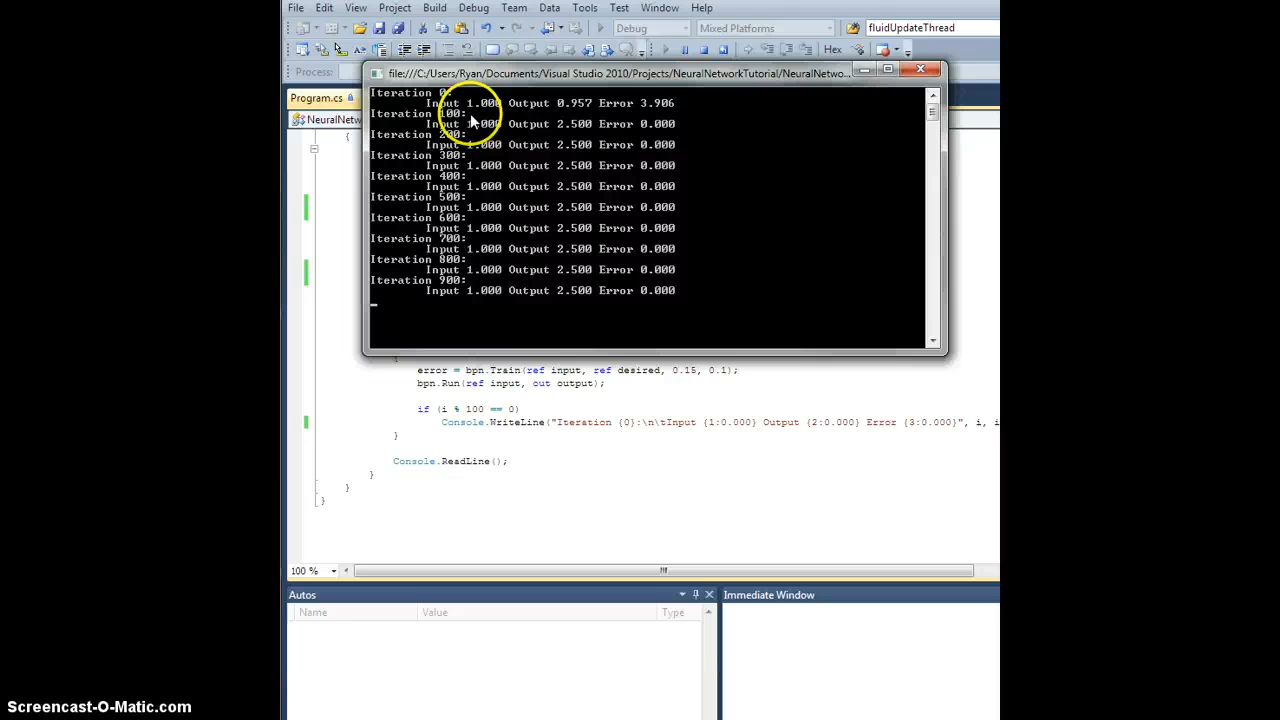 File Edit View Project Build Debug Team Data Tools Test Window Help
Debug Mixed Platforms fluidUpdateThread
Hex
Process:
file:///C:/Users/Ryan/Documents/Visual Studio 2010/Projects/NeuralNetworkTutorial/NeuralNetwo...
Program.cs
NeuralNetw
Iteration 0:
Input 1.000 Output 0.957 Error 3.906
Iteration 100:
Input 1.000 Output 2.500 Error 0.000
Iteration 200:
Input 1.000 Output 2.500 Error 0.000
Iteration 300:
Input 1.000 Output 2.500 Error 0.000
Iteration 400:
Input 1.000 Output 2.500 Error 0.000
Iteration 500:
Input 1.000 Output 2.500 Error 0.000
Iteration 600:
Input 1.000 Output 2.500 Error 0.000
Iteration 700:
Input 1.000 Output 2.500 Error 0.000
Iteration 800:
Input 1.000 Output 2.500 Error 0.000
Iteration 900:
Input 1.000 Output 2.500 Error 0.000
{
error = bpn.Train(ref input, ref desired, 0.15, 0.1);
bpn.Run(ref input, out output);
if (i % 100 == 0)
Console.WriteLine("Iteration {0}:\n\tInput {1:0.000} Output {2:0.000} Error {3:0.000}", i, i
}
Console.ReadLine();
}
}
}
100 %
Autos
Name Value Type
Immediate Window
Screencast-O-Matic.com